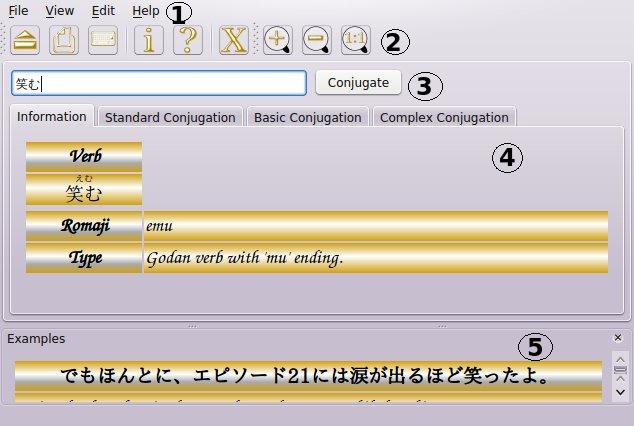 File View Edit Help ①
i ? X + - 1:1 ②
笑む Conjugate ③
Information Standard Conjugation Basic Conjugation Complex Conjugation
④
Verb
えむ
笑む
Romaji emu
Type Godan verb with 'mu' ending.
Examples
⑤
でもほんとに、エピソード21には涙が出るほど笑ったよ。